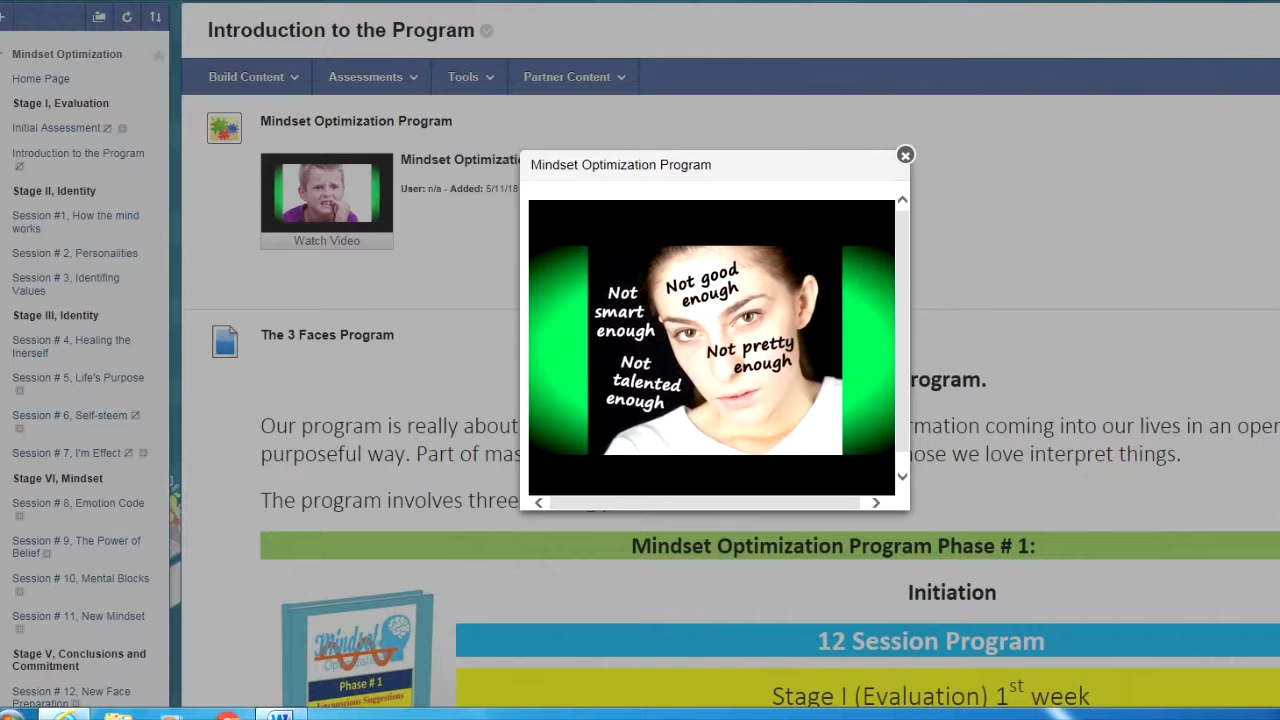 Introduction to the Program
Mindset Optimization
Home Page
Stage I, Evaluation
Initial Assessment
Introduction to the Program
Stage II, Identity
Session #1, How the mind
works
Session # 2, Personalities
Session # 3, Identifing
Values
Stage III, Identity
Session # 4, Healing the
Inerself
Session # 5, Life's Purpose
Session # 6, Self-steem
Session # 7, I'm Effect
Stage VI, Mindset
Session # 8, Emotion Code
Session # 9, The Power of
Belief
Session # 10, Mental Blocks
Session # 11, New Mindset
Stage V, Conclusions and
Commitment
Session # 12, New Face
Preparation
Build Content
Assessments
Tools
Partner Content
Mindset Optimization Program
Mindset Optimizatio
User: n/a - Added: 5/11/18
Watch Video
Mindset Optimization Program
Not good
enough
Not
smart
enough
Not pretty
enough
Not
talented
enough
The 3 Faces Program
rogram.
Our program is really about rmation coming into our lives in an oper
purposeful way. Part of mas hose we love interpret things.
The program involves three
Mindset Optimization Program Phase # 1:
Initiation
12 Session Program
Stage I (Evaluation) 1st week
Mindset
Optimization
Phase # 1
Unconscious Suggestions